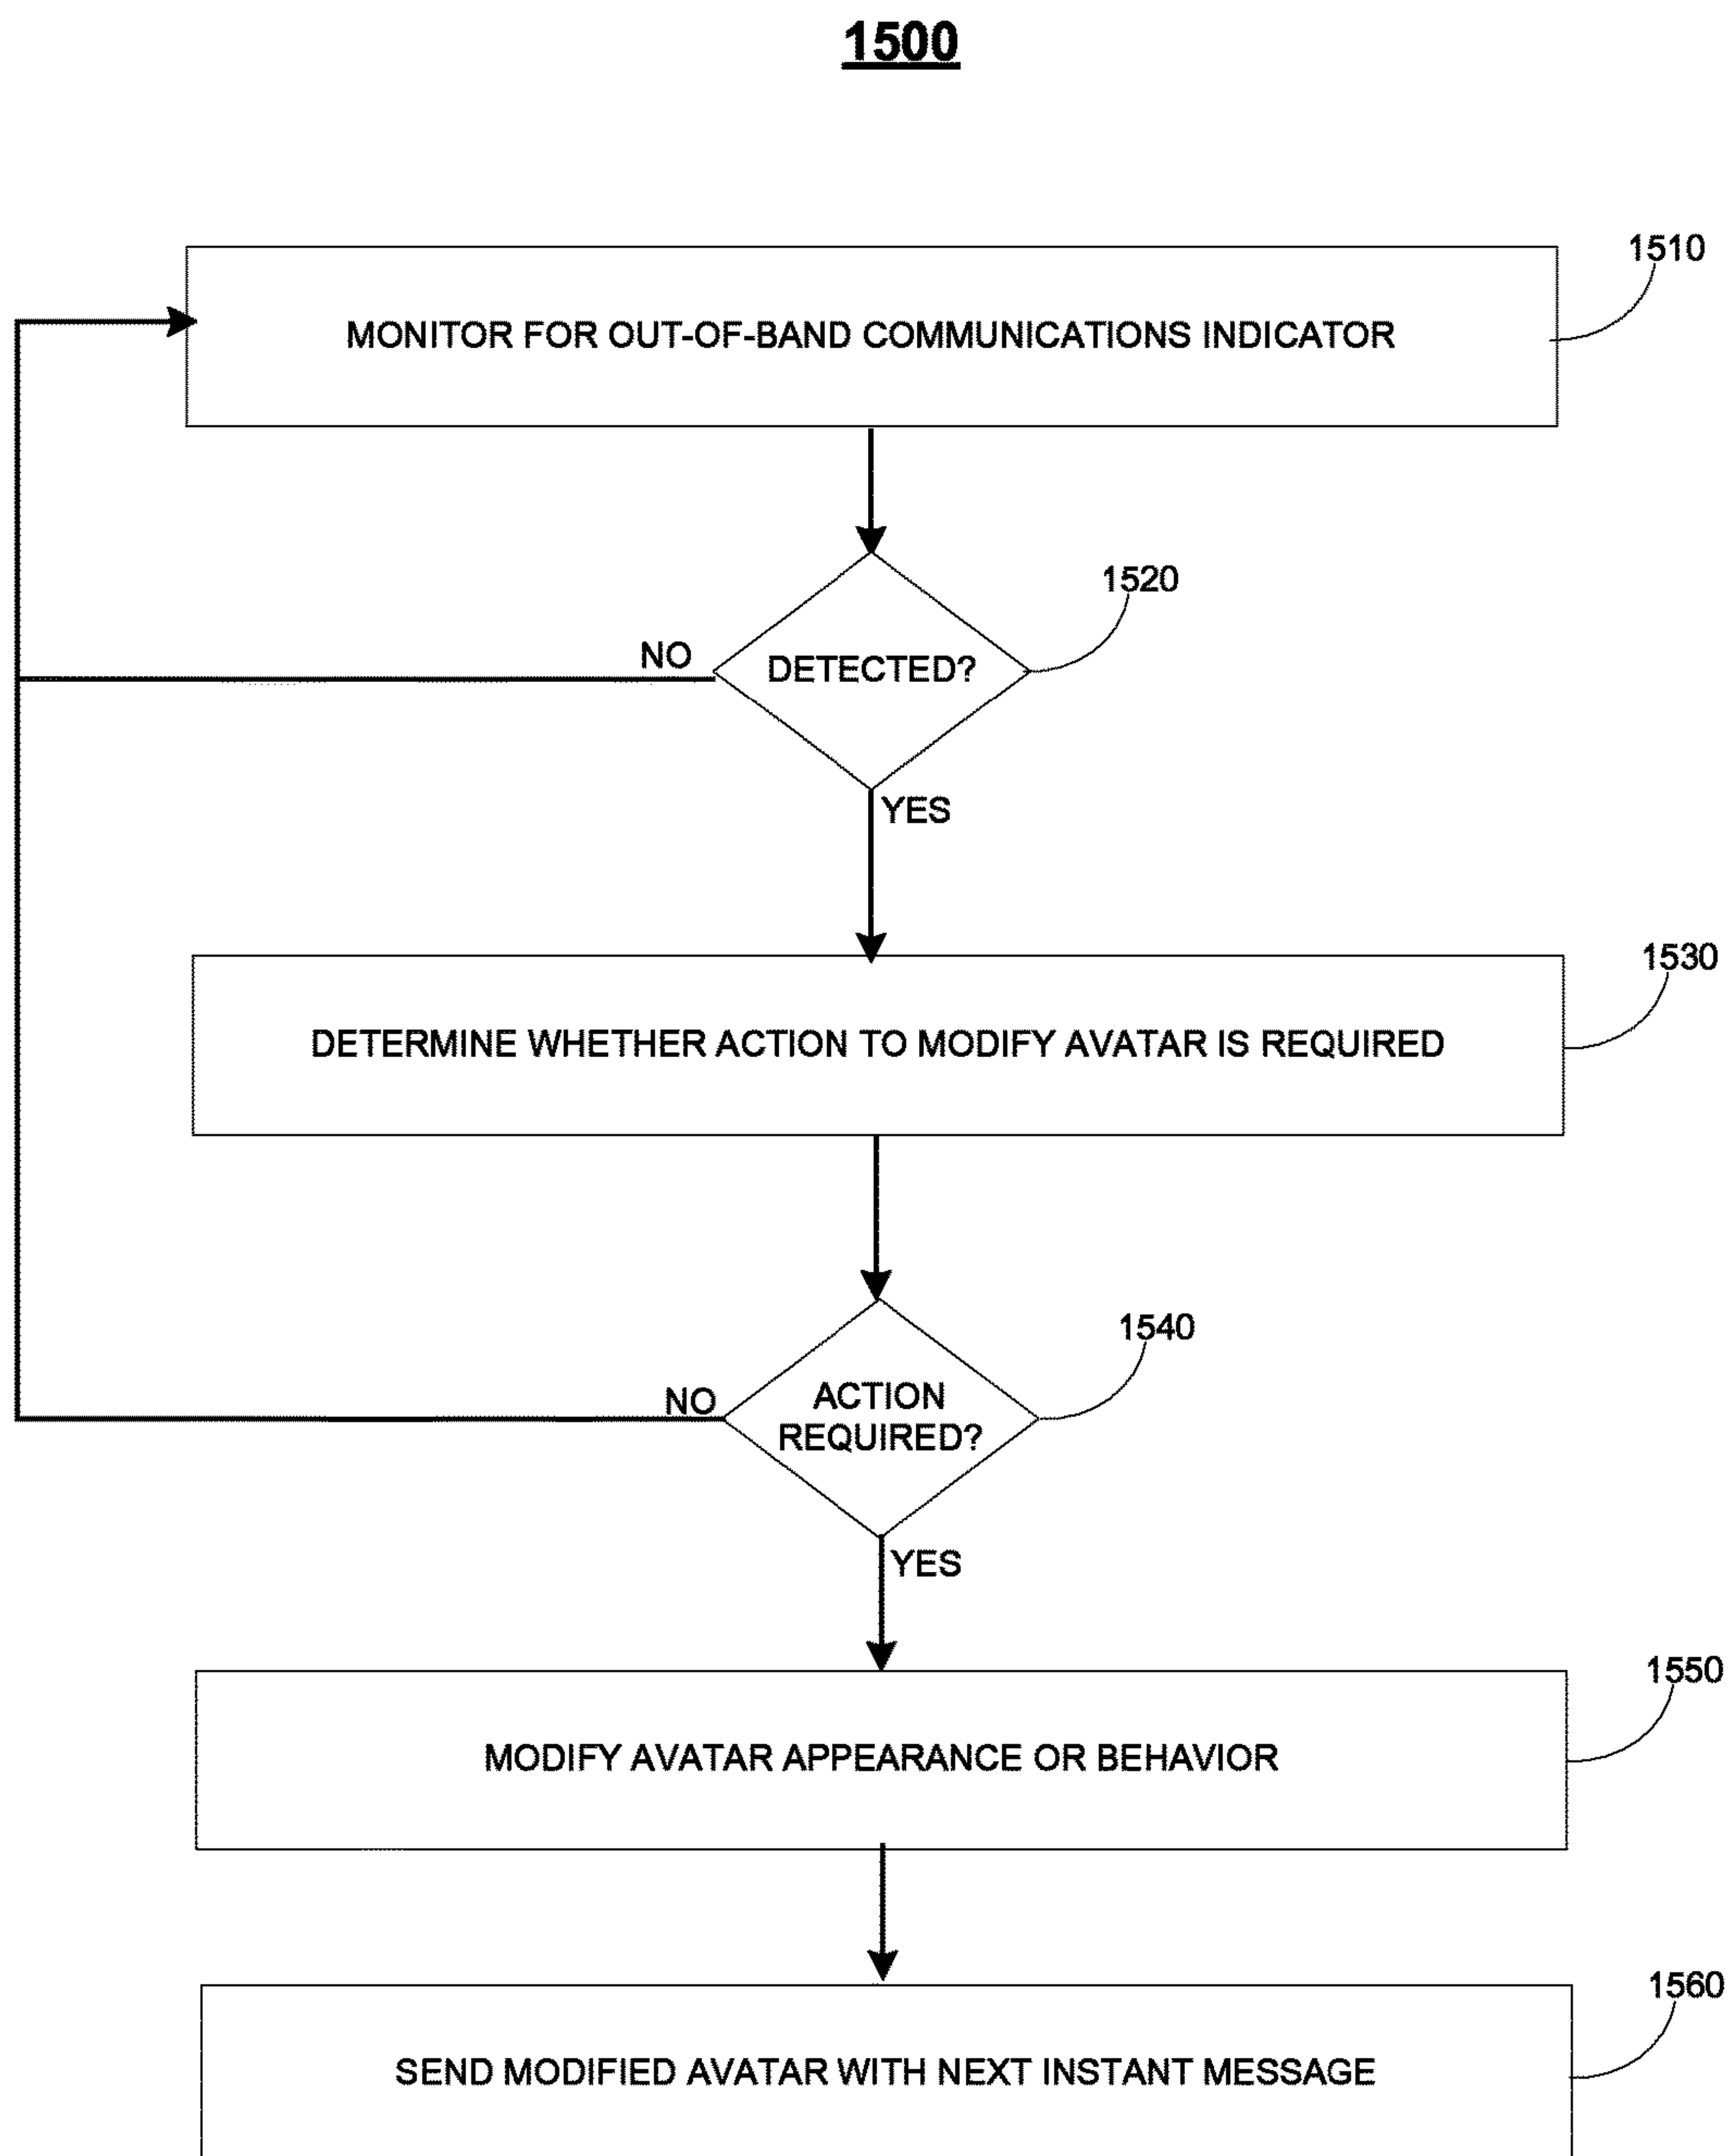 1500
1510
MONITOR FOR OUT-OF-BAND COMMUNICATIONS INDICATOR
1520
NO
DETECTED?
YES
1530
DETERMINE WHETHER ACTION TO MODIFY AVATAR IS REQUIRED
1540
NO
ACTION
REQUIRED?
YES
1550
MODIFY AVATAR APPEARANCE OR BEHAVIOR
1560
SEND MODIFIED AVATAR WITH NEXT INSTANT MESSAGE